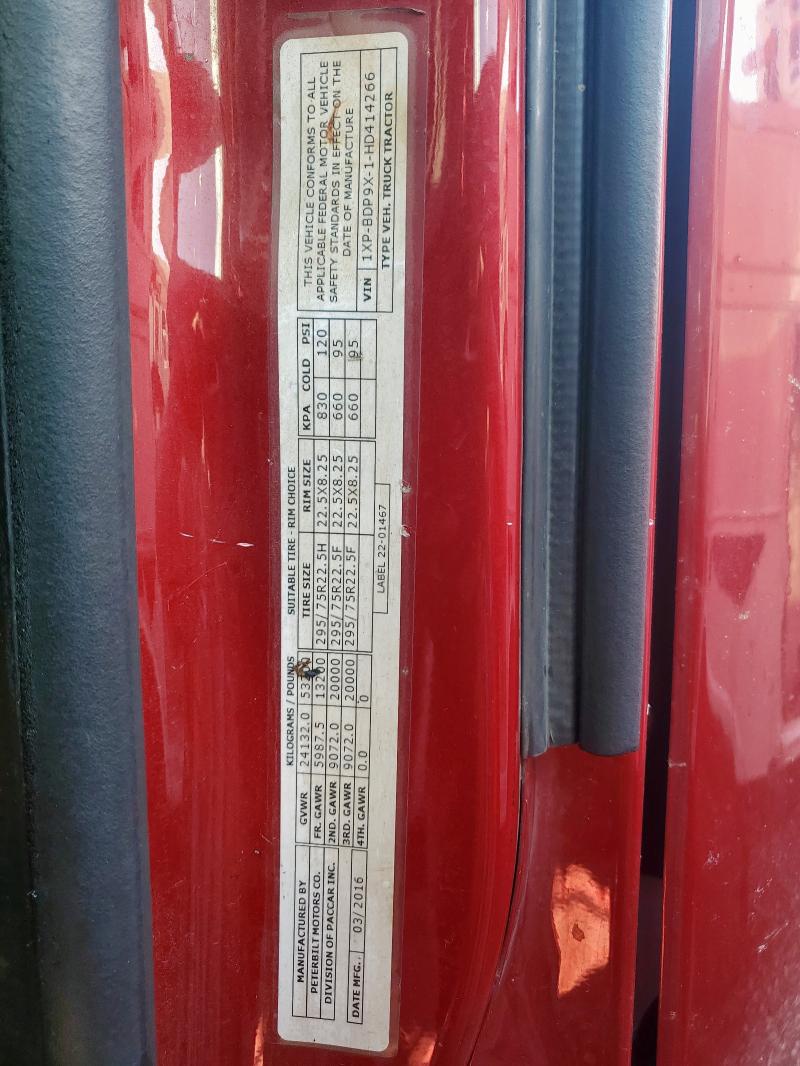 MANUFACTURED BY
PETERBILT MOTORS CO.
DIVISION OF PACCAR INC.
DATE MFG. 03/2016
KILOGRAMS / POUNDS
GVWR 24132.0
FR. GAWR 5987.5 13200
2ND. GAWR 9072.0 20000
3RD. GAWR 9072.0 20000
4TH. GAWR 0.0 0
SUITABLE TIRE - RIM CHOICE
TIRE SIZE RIM SIZE KPA COLD PSI
295/75R22.5H 22.5X8.25 830 120
295/75R22.5F 22.5X8.25 660 95
295/75R22.5F 22.5X8.25 660 95
LABEL 22-01467
THIS VEHICLE CONFORMS TO ALL
APPLICABLE FEDERAL MOTOR VEHICLE
SAFETY STANDARDS IN EFFECT ON THE
DATE OF MANUFACTURE
VIN 1XP-BDP9X-1-HD414266
TYPE VEH. TRUCK TRACTOR